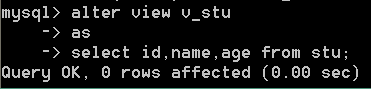 mysql> alter view v_stu
    -> as
    -> select id,name,age from stu;
Query OK, 0 rows affected (0.00 sec)